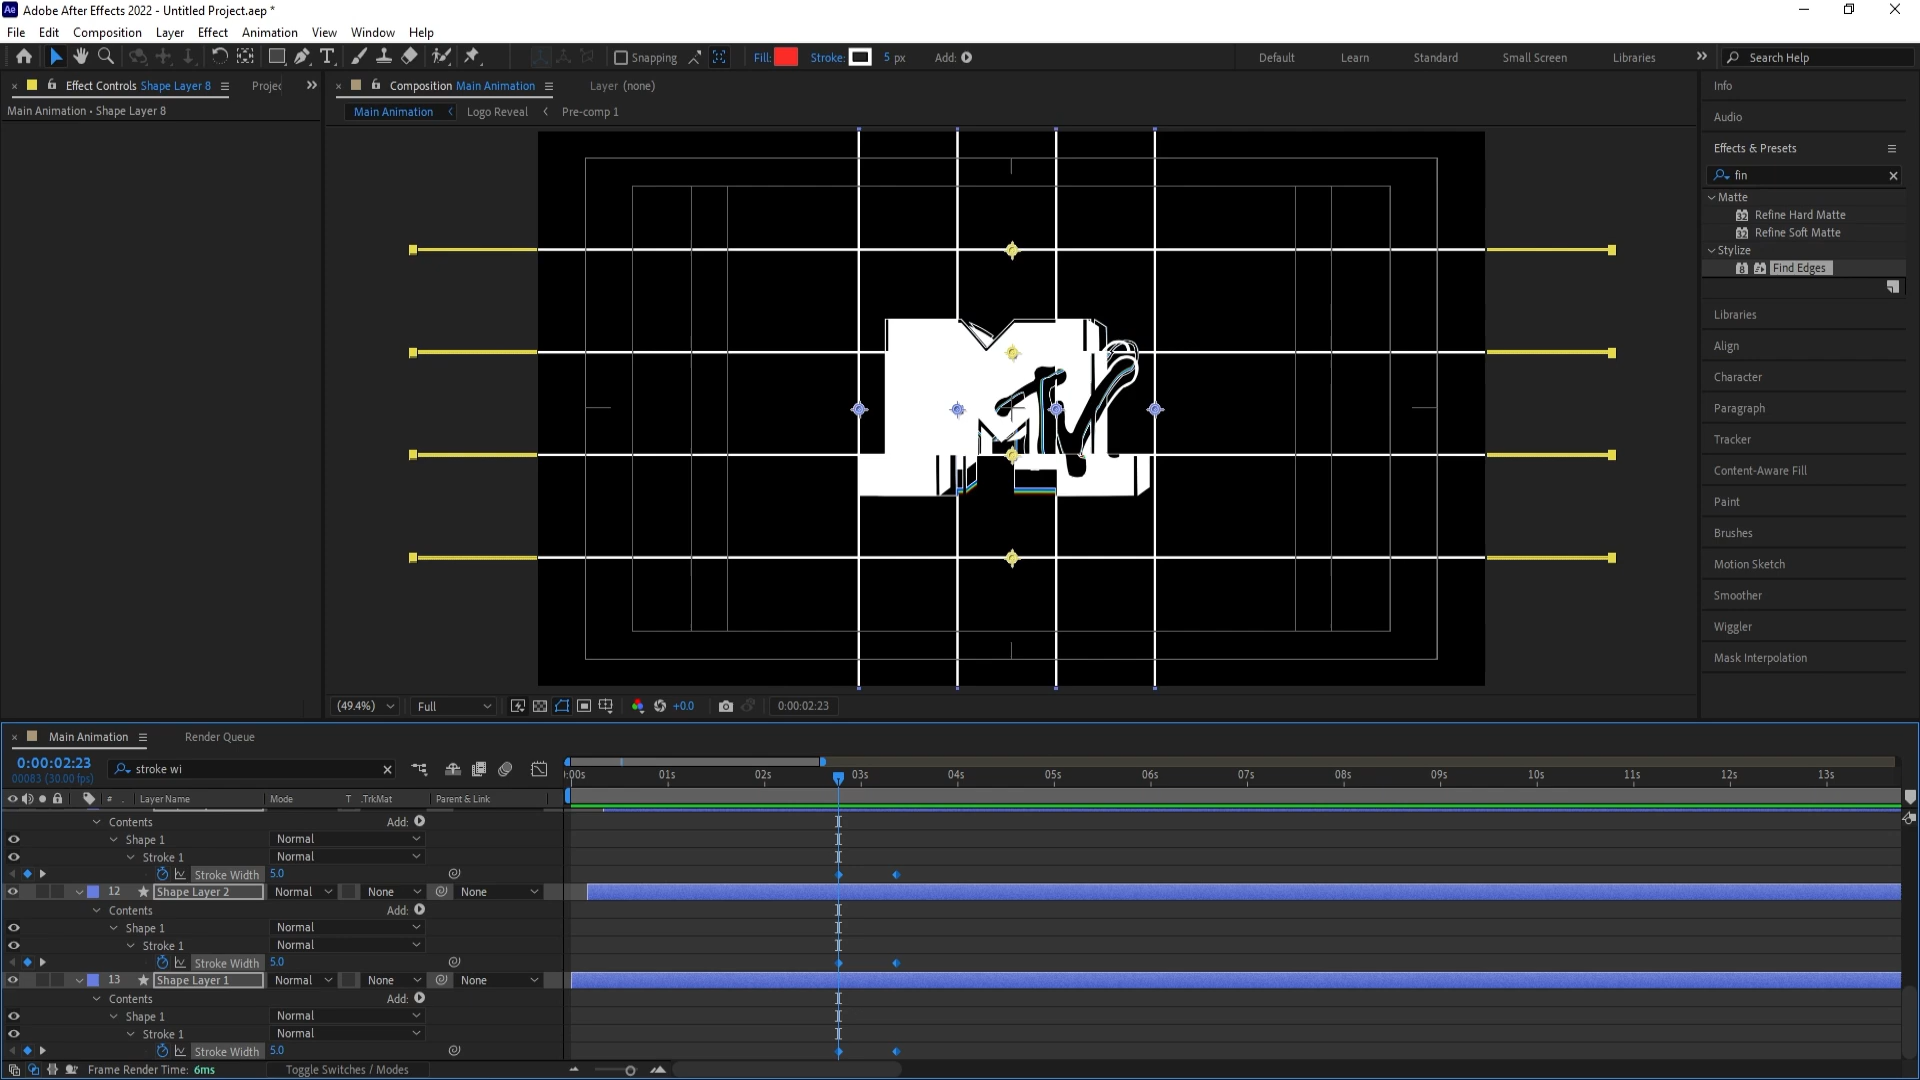 Ae Adobe After Effects 2022 - Untitled Project.aep *
File Edit Composition Layer Effect Animation View Window Help
Snapping Fill: Stroke: 5 px Add: Default Learn Standard Small Screen Libraries Search Help
Effect Controls Shape Layer 8 Projec Composition Main Animation Layer (none) Info
Main Animation • Shape Layer 8 Main Animation Logo Reveal Pre-comp 1
Audio
Effects & Presets
fin
Matte
32 Refine Hard Matte
32 Refine Soft Matte
Stylize
8 Find Edges
Libraries
Align
Character
Paragraph
Tracker
Content-Aware Fill
Paint
Brushes
Motion Sketch
Smoother
Wiggler
Mask Interpolation
(49.4%) Full +0.0 0:00:02:23
Main Animation Render Queue
0:00:02:23
00083 (30.00 fps)
stroke wi
:00s 01s 02s 03s 04s 05s 06s 07s 08s 09s 10s 11s 12s 13s
# . Layer Name Mode T .TrkMat Parent & Link
Contents Add:
Shape 1 Normal
Stroke 1 Normal
Stroke Width 5.0
12 Shape Layer 2 Normal None None
Contents Add:
Shape 1 Normal
Stroke 1 Normal
Stroke Width 5.0
13 Shape Layer 1 Normal None None
Contents Add:
Shape 1 Normal
Stroke 1 Normal
Stroke Width 5.0
Frame Render Time: 6ms Toggle Switches / Modes